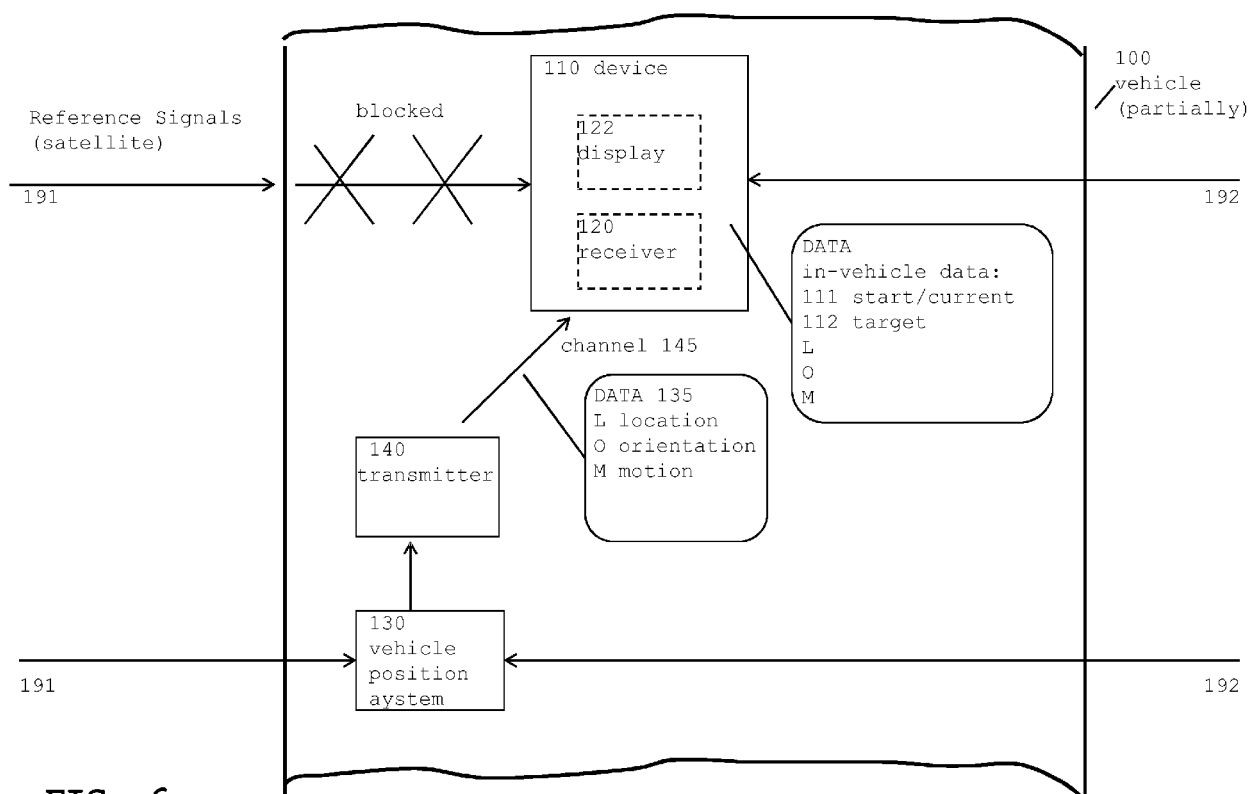 Reference Signals
(satellite)
191
blocked
110 device
122
display
120
receiver
100
vehicle
(partially)
192
DATA
in-vehicle data:
111 start/current
112 target
L
O
M
channel 145
DATA 135
L location
O orientation
M motion
140
transmitter
130
vehicle
position
aystem
191
192